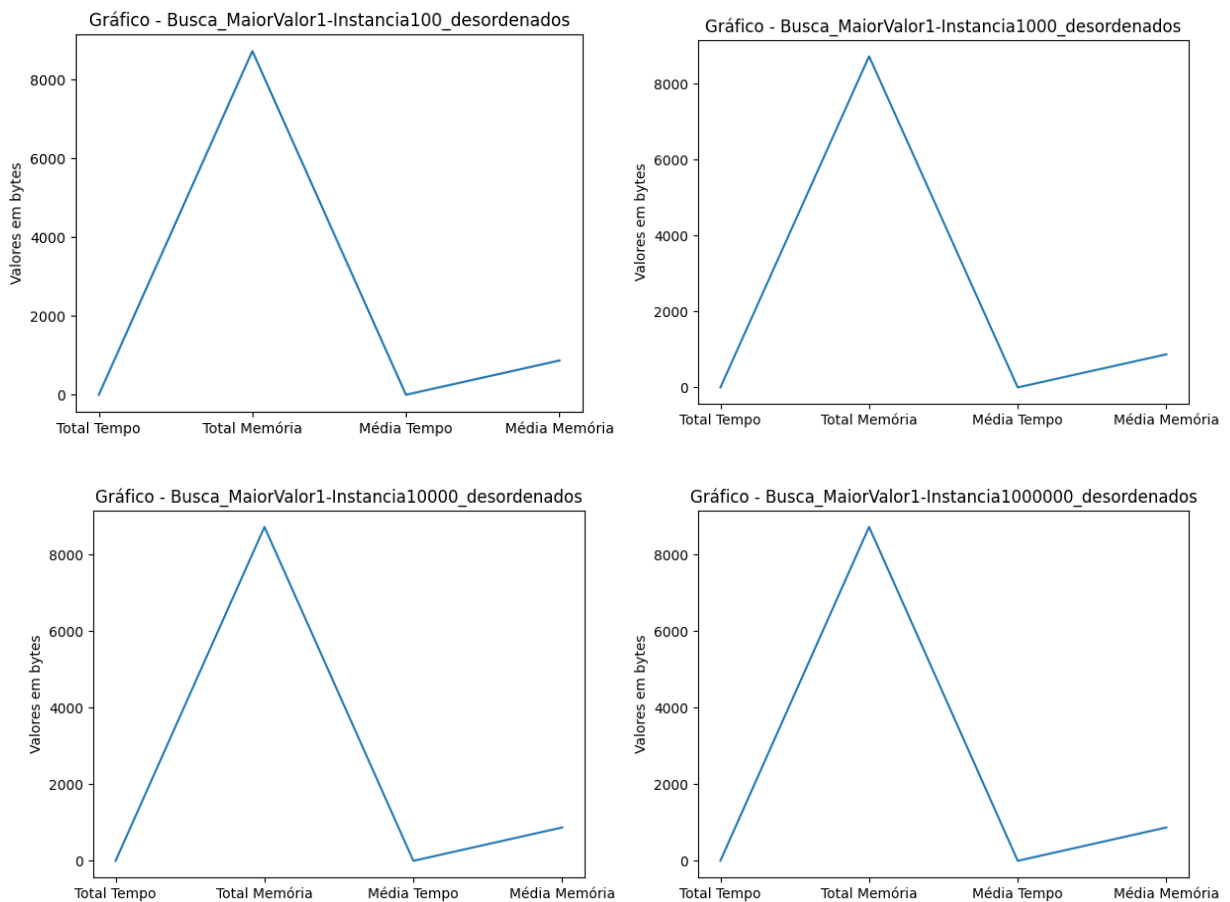 Gráfico - Busca_MaiorValor1-Instancia100_desordenados
Valores em bytes
8000
6000
4000
2000
0
Total Tempo Total Memória Média Tempo Média Memória
Gráfico - Busca_MaiorValor1-Instancia1000_desordenados
Valores em bytes
8000
6000
4000
2000
0
Total Tempo Total Memória Média Tempo Média Memória
Gráfico - Busca_MaiorValor1-Instancia10000_desordenados
Valores em bytes
8000
6000
4000
2000
0
Total Tempo Total Memória Média Tempo Média Memória
Gráfico - Busca_MaiorValor1-Instancia1000000_desordenados
Valores em bytes
8000
6000
4000
2000
0
Total Tempo Total Memória Média Tempo Média Memória